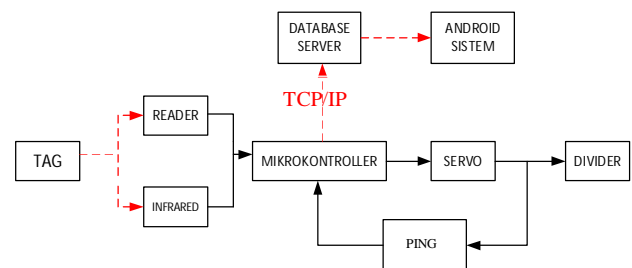 DATABASE
SERVER
ANDROID
SISTEM
TCP/IP
READER
TAG
MIKROKONTROLLER
SERVO
DIVIDER
INFRARED
PING